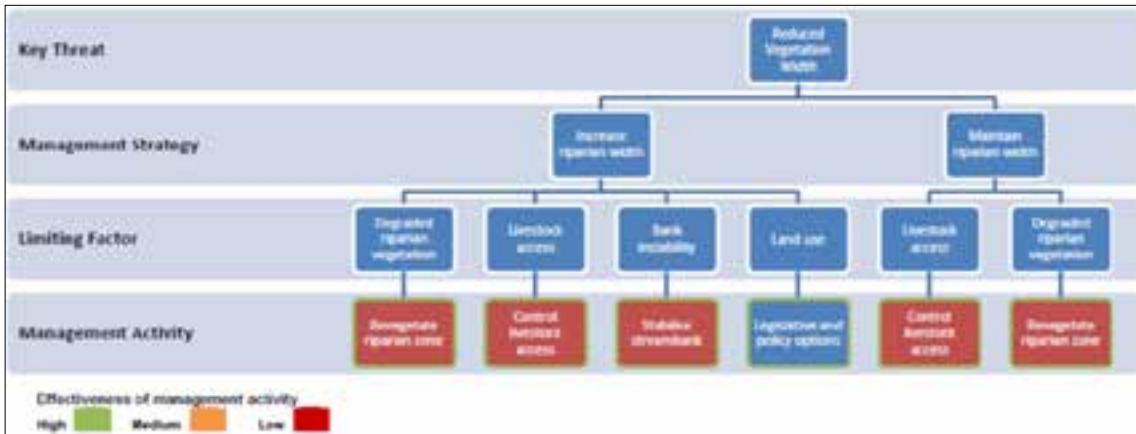 Key Threat
Reduced
Vegetation
Width
Management Strategy
Increase
riparian width
Maintain
riparian width
Limiting Factor
Degraded
riparian
vegetation
Livestock
access
Bank
instability
Land use
Livestock
access
Degraded
riparian
vegetation
Management Activity
Revegetate
riparian zone
Control
livestock
access
Stabilise
streambank
Legislative and
policy options
Control
livestock
access
Revegetate
riparian zone
Effectiveness of management activity
High Medium Low